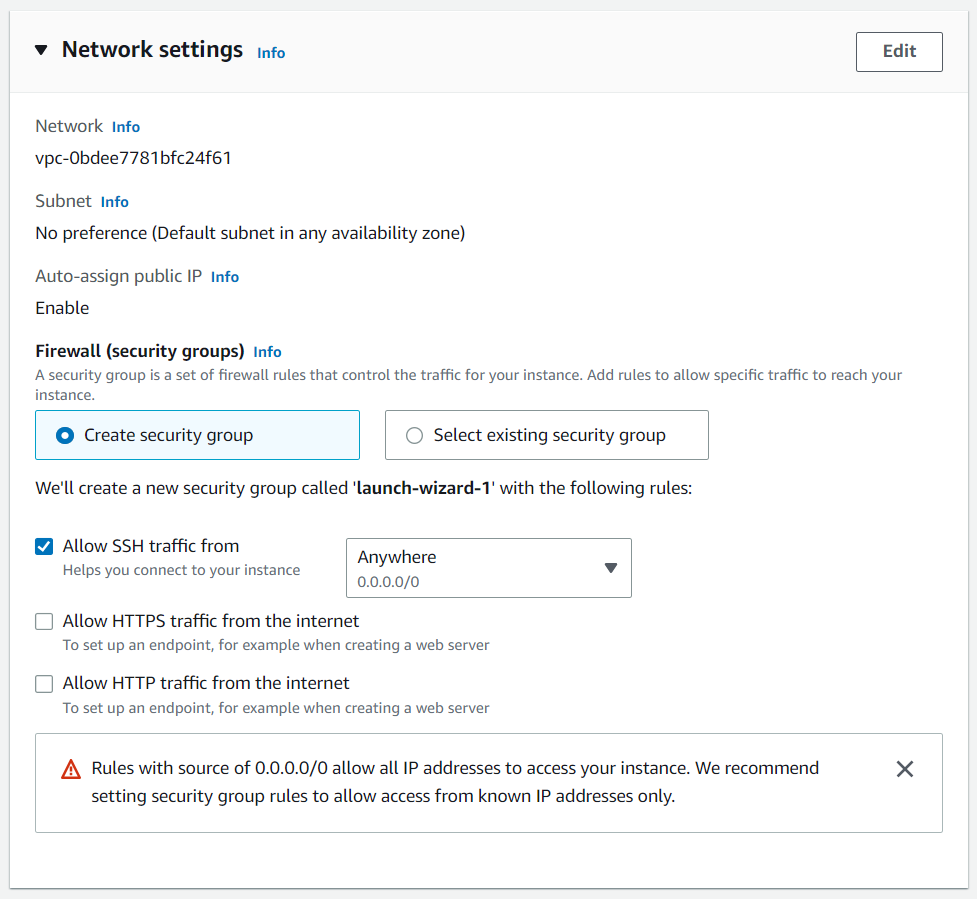 Network settings Info
Edit
Network Info
vpc-0bdee7781bfc24f61
Subnet Info
No preference (Default subnet in any availability zone)
Auto-assign public IP Info
Enable
Firewall (security groups) Info
A security group is a set of firewall rules that control the traffic for your instance. Add rules to allow specific traffic to reach your
instance.
Create security group
Select existing security group
We'll create a new security group called 'launch-wizard-1' with the following rules:
Allow SSH traffic from
Helps you connect to your instance
Anywhere
0.0.0.0/0
Allow HTTPS traffic from the internet
To set up an endpoint, for example when creating a web server
Allow HTTP traffic from the internet
To set up an endpoint, for example when creating a web server
Rules with source of 0.0.0.0/0 allow all IP addresses to access your instance. We recommend
setting security group rules to allow access from known IP addresses only.